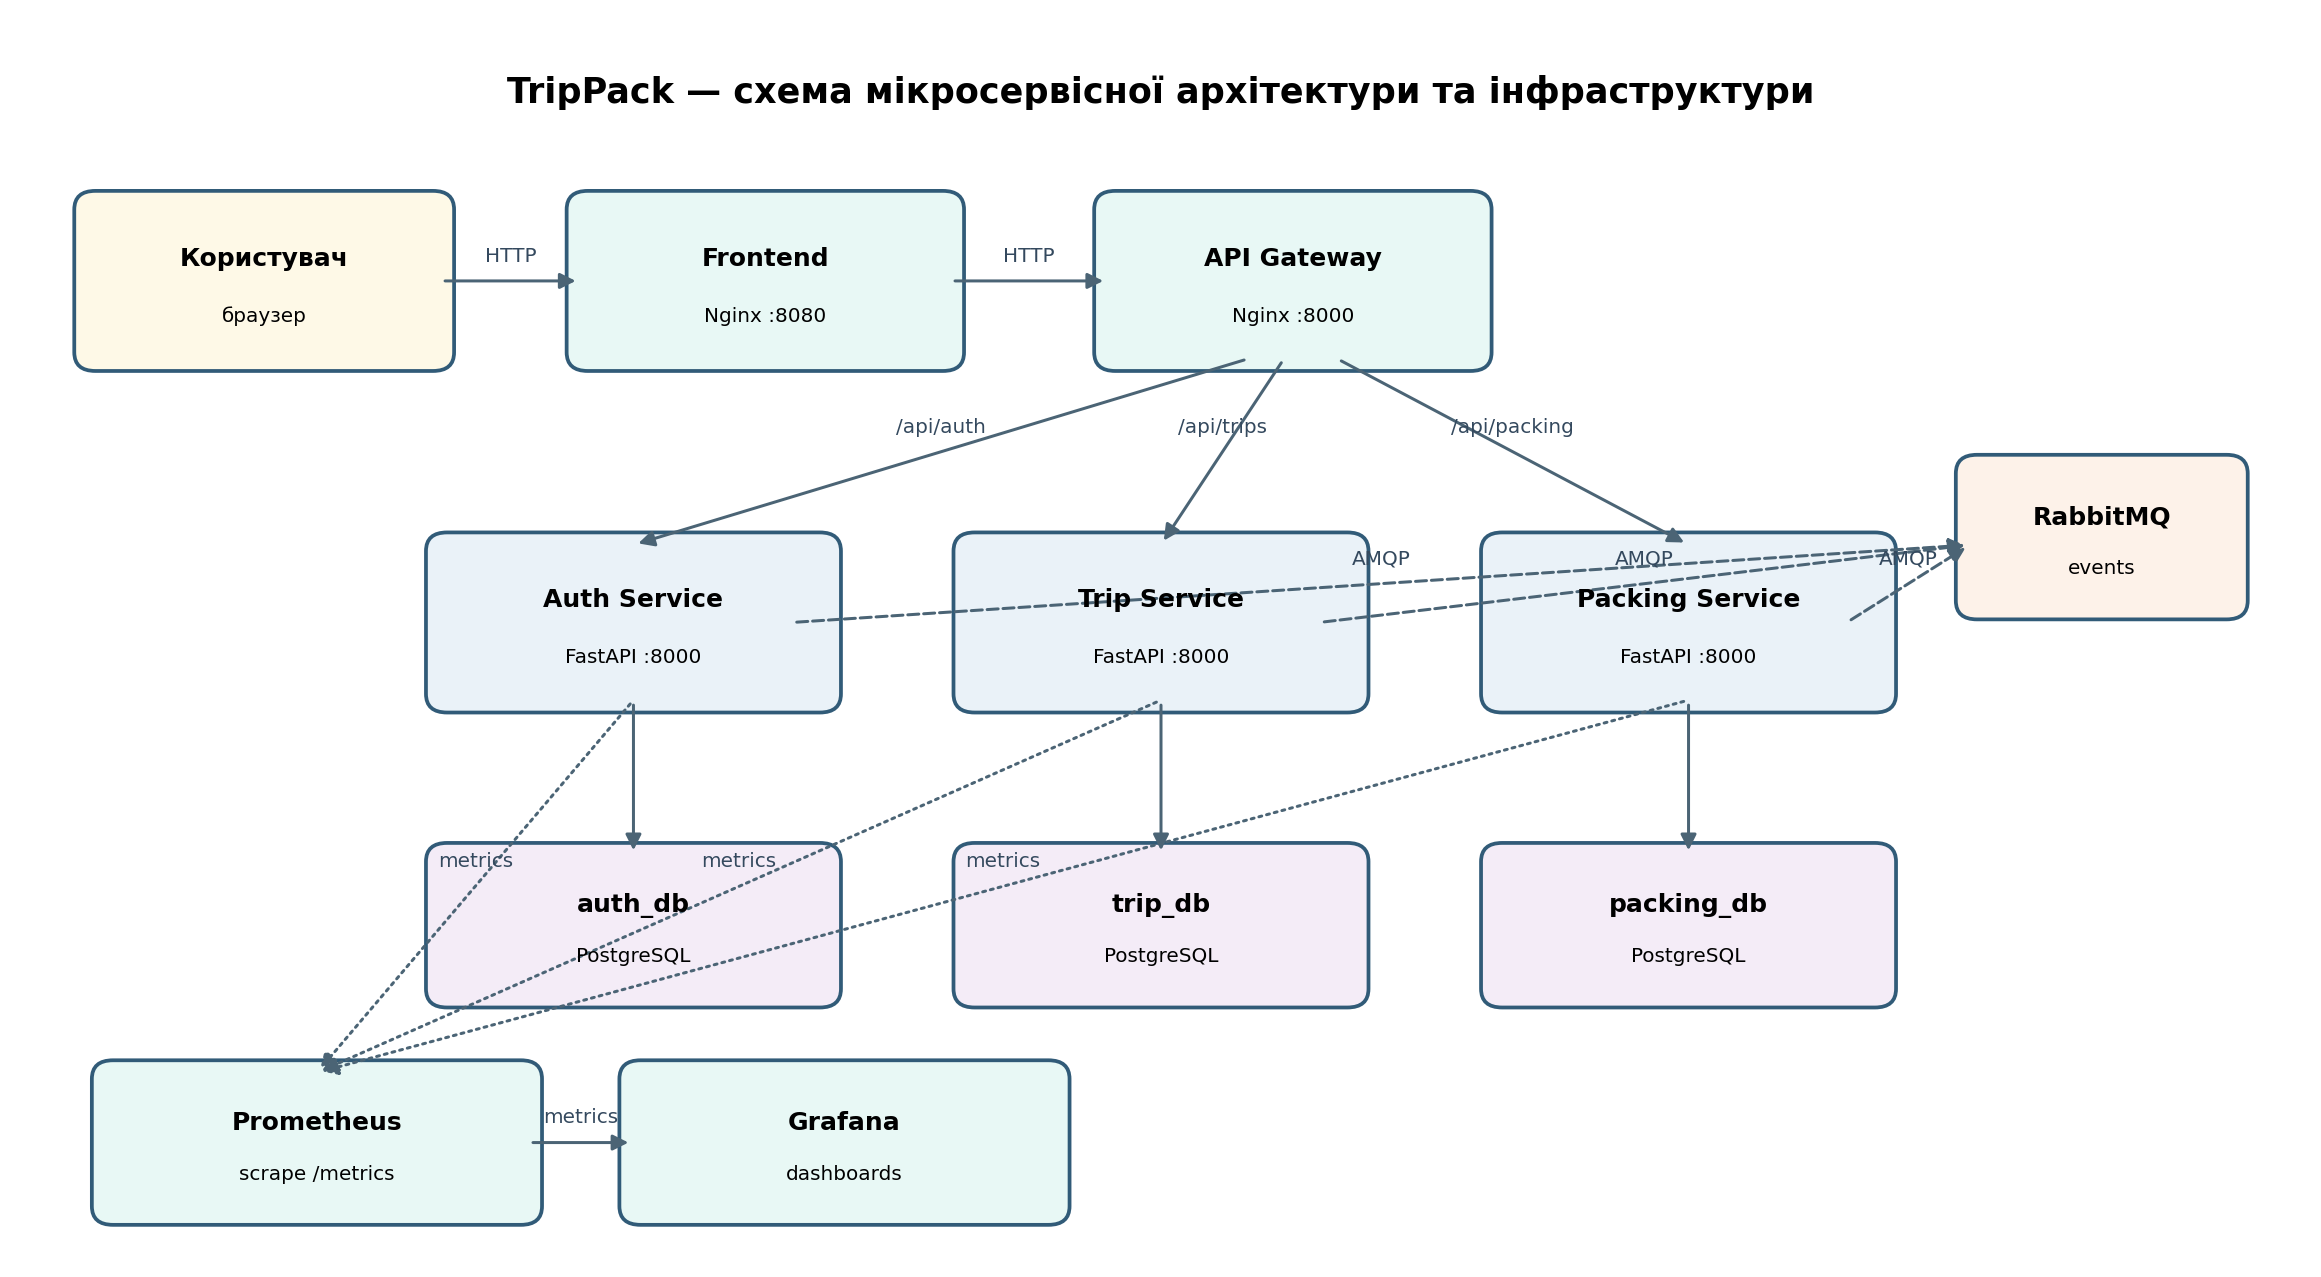 TripPack — схема мікросервісної архітектури та інфраструктури
Користувач
браузер
HTTP
Frontend
Nginx :8080
HTTP
API Gateway
Nginx :8000
/api/auth
/api/trips
/api/packing
RabbitMQ
events
AMQP
AMQP
AMQP
Auth Service
FastAPI :8000
Trip Service
FastAPI :8000
Packing Service
FastAPI :8000
metrics
metrics
metrics
auth_db
PostgreSQL
trip_db
PostgreSQL
packing_db
PostgreSQL
Prometheus
scrape /metrics
metrics
Grafana
dashboards